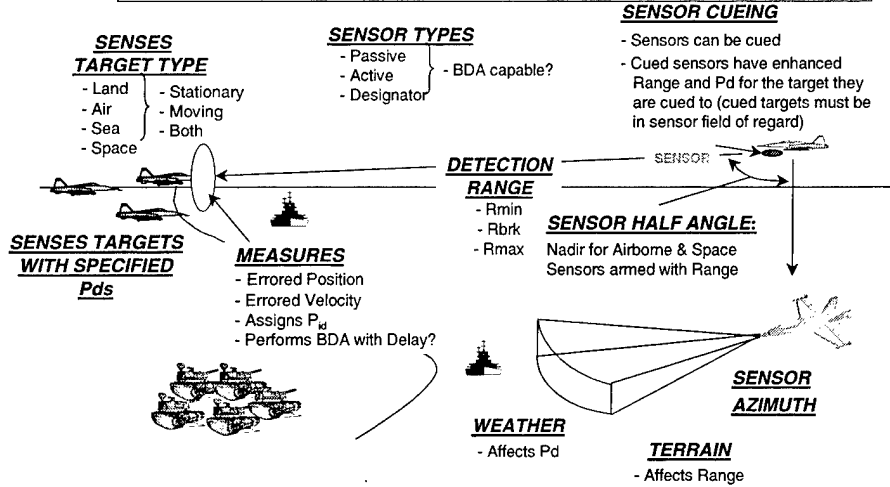 SENSES
TARGET TYPE
- Land
- Air
- Sea
- Space
- Stationary
- Moving
- Both
SENSOR TYPES
- Passive
- Active
- Designator
- BDA capable?
SENSOR CUEING
- Sensors can be cued
- Cued sensors have enhanced
Range and Pd for the target they
are cued to (cued targets must be
in sensor field of regard)
SENSOR
DETECTION
RANGE
- Rmin
- Rbrk
- Rmax
SENSOR HALF ANGLE:
Nadir for Airborne & Space
Sensors armed with Range
SENSES TARGETS
WITH SPECIFIED
Pds
MEASURES
- Errored Position
- Errored Velocity
- Assigns Pid
- Performs BDA with Delay?
SENSOR
AZIMUTH
WEATHER
- Affects Pd
TERRAIN
- Affects Range